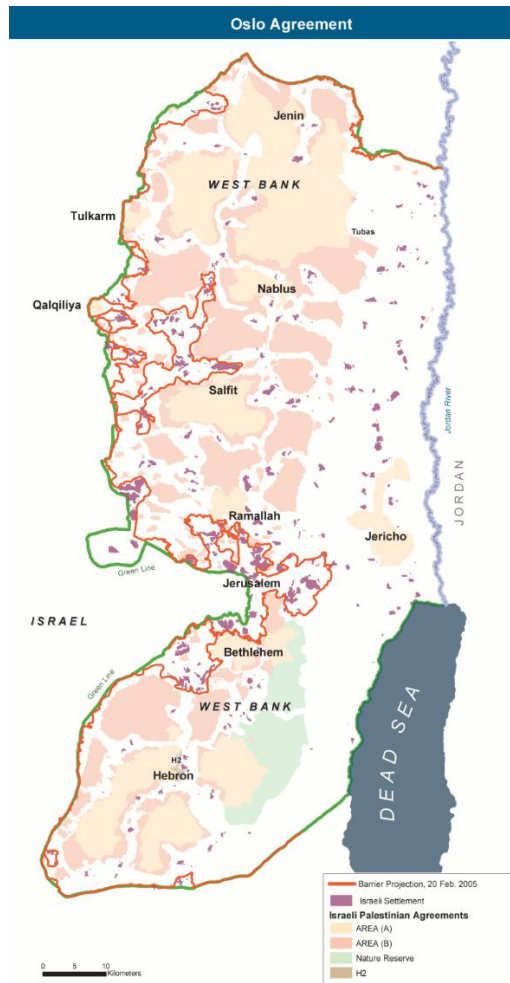 Oslo Agreement
Jenin
WEST BANK
Tulkarm
Tubas
Qalqiliya
Nablus
Salfit
Jordan River
JORDAN
Ramallah
Jericho
Green Line
Jerusalem
ISRAEL
Bethlehem
Green Line
WEST BANK
DEAD SEA
H2
Hebron
Barrier Projection, 20 Feb. 2005
Israeli Settlement
Israeli Palestinian Agreements
AREA (A)
AREA (B)
Nature Reserve
H2
0 5 10
Kilometers